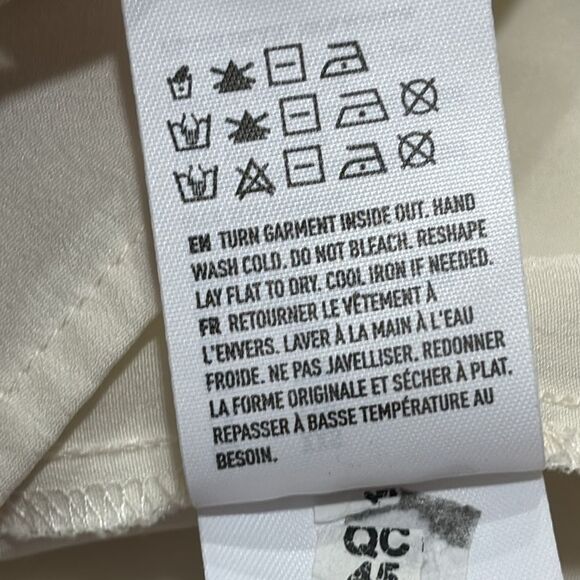 EN TURN GARMENT INSIDE OUT. HAND
WASH COLD. DO NOT BLEACH. RESHAPE
LAY FLAT TO DRY. COOL IRON IF NEEDED.
FR RETOURNER LE VÊTEMENT À
L'ENVERS. LAVER À LA MAIN À L'EAU
FROIDE. NE PAS JAVELLISER. REDONNER
LA FORME ORIGINALE ET SÉCHER À PLAT.
REPASSER À BASSE TEMPÉRATURE AU
BESOIN.
QC
45